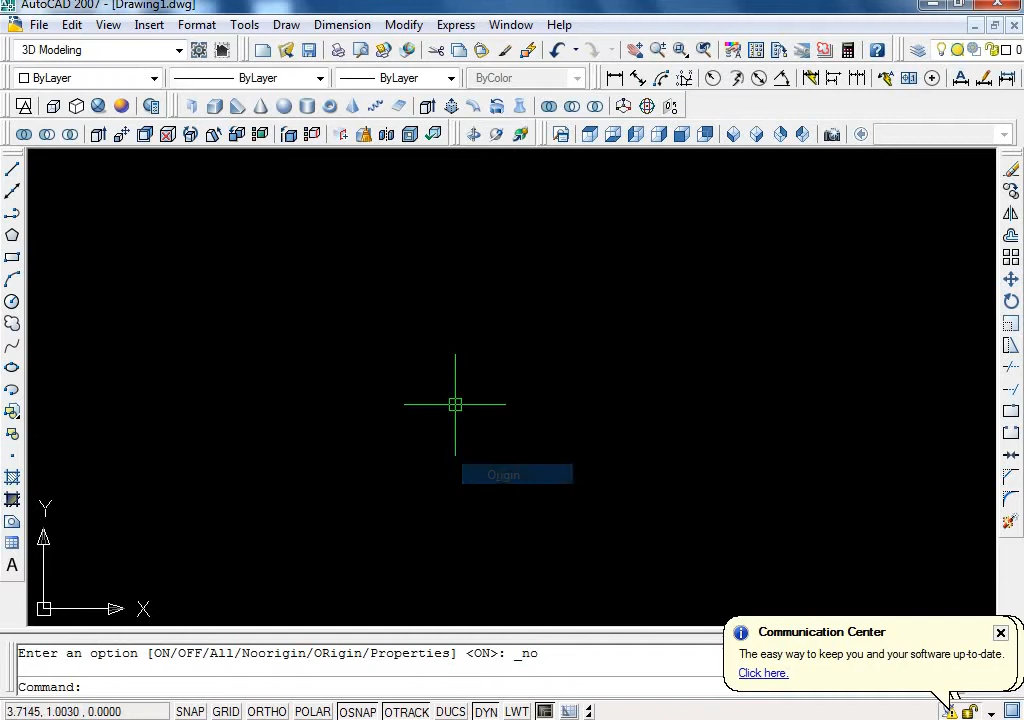 AutoCAD 2007 - [Drawing1.dwg]
File Edit View Insert Format Tools Draw Dimension Modify Express Window Help
3D Modeling
ByLayer ByLayer ByLayer ByColor
Origin
Y
X
A
Communication Center
The easy way to keep you and your software up-to-date.
Click here.
Enter an option [ON/OFF/All/Noorigin/ORigin/Properties] <ON>: _no
Command:
3.7145, 1.0030, 0.0000 SNAP GRID ORTHO POLAR OSNAP OTRACK DUCS DYN LWT